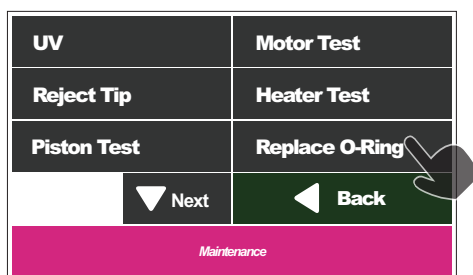 UV
Motor Test
Reject Tip
Heater Test
Piston Test
Replace O-Ring
Next
Back
Maintenance